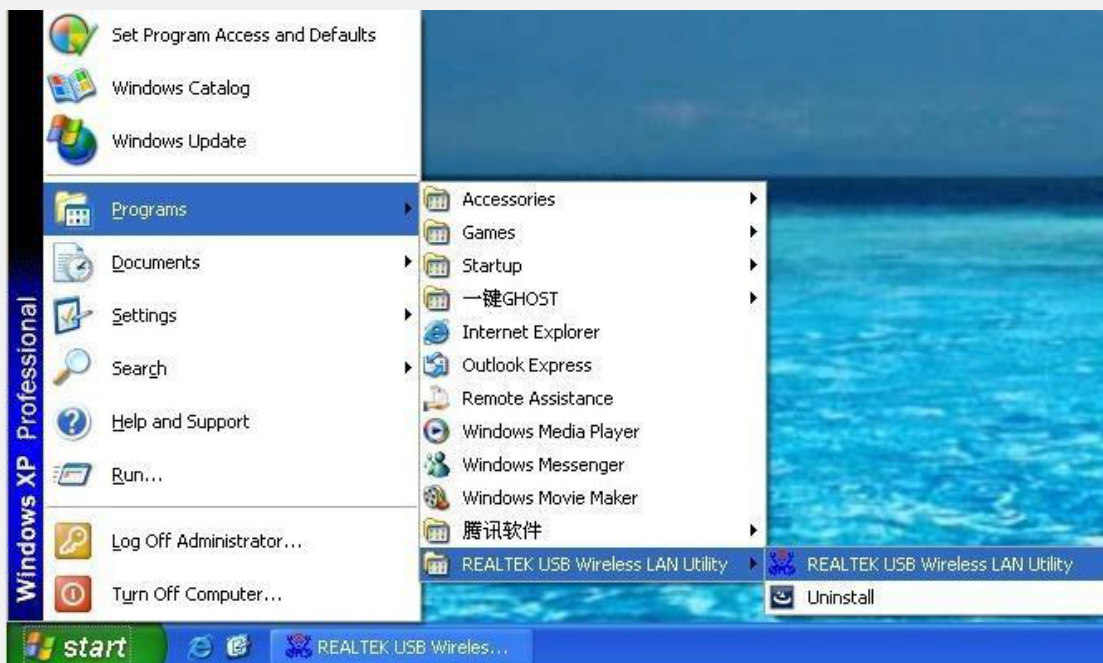 Set Program Access and Defaults
Windows Catalog
Windows Update
Programs
Documents
Settings
Search
Help and Support
Run...
Log Off Administrator...
Turn Off Computer...
Windows XP Professional
Accessories
Games
Startup
一键GHOST
Internet Explorer
Outlook Express
Remote Assistance
Windows Media Player
Windows Messenger
Windows Movie Maker
腾讯软件
REALTEK USB Wireless LAN Utility
REALTEK USB Wireless LAN Utility
Uninstall
start
REALTEK USB Wireles...